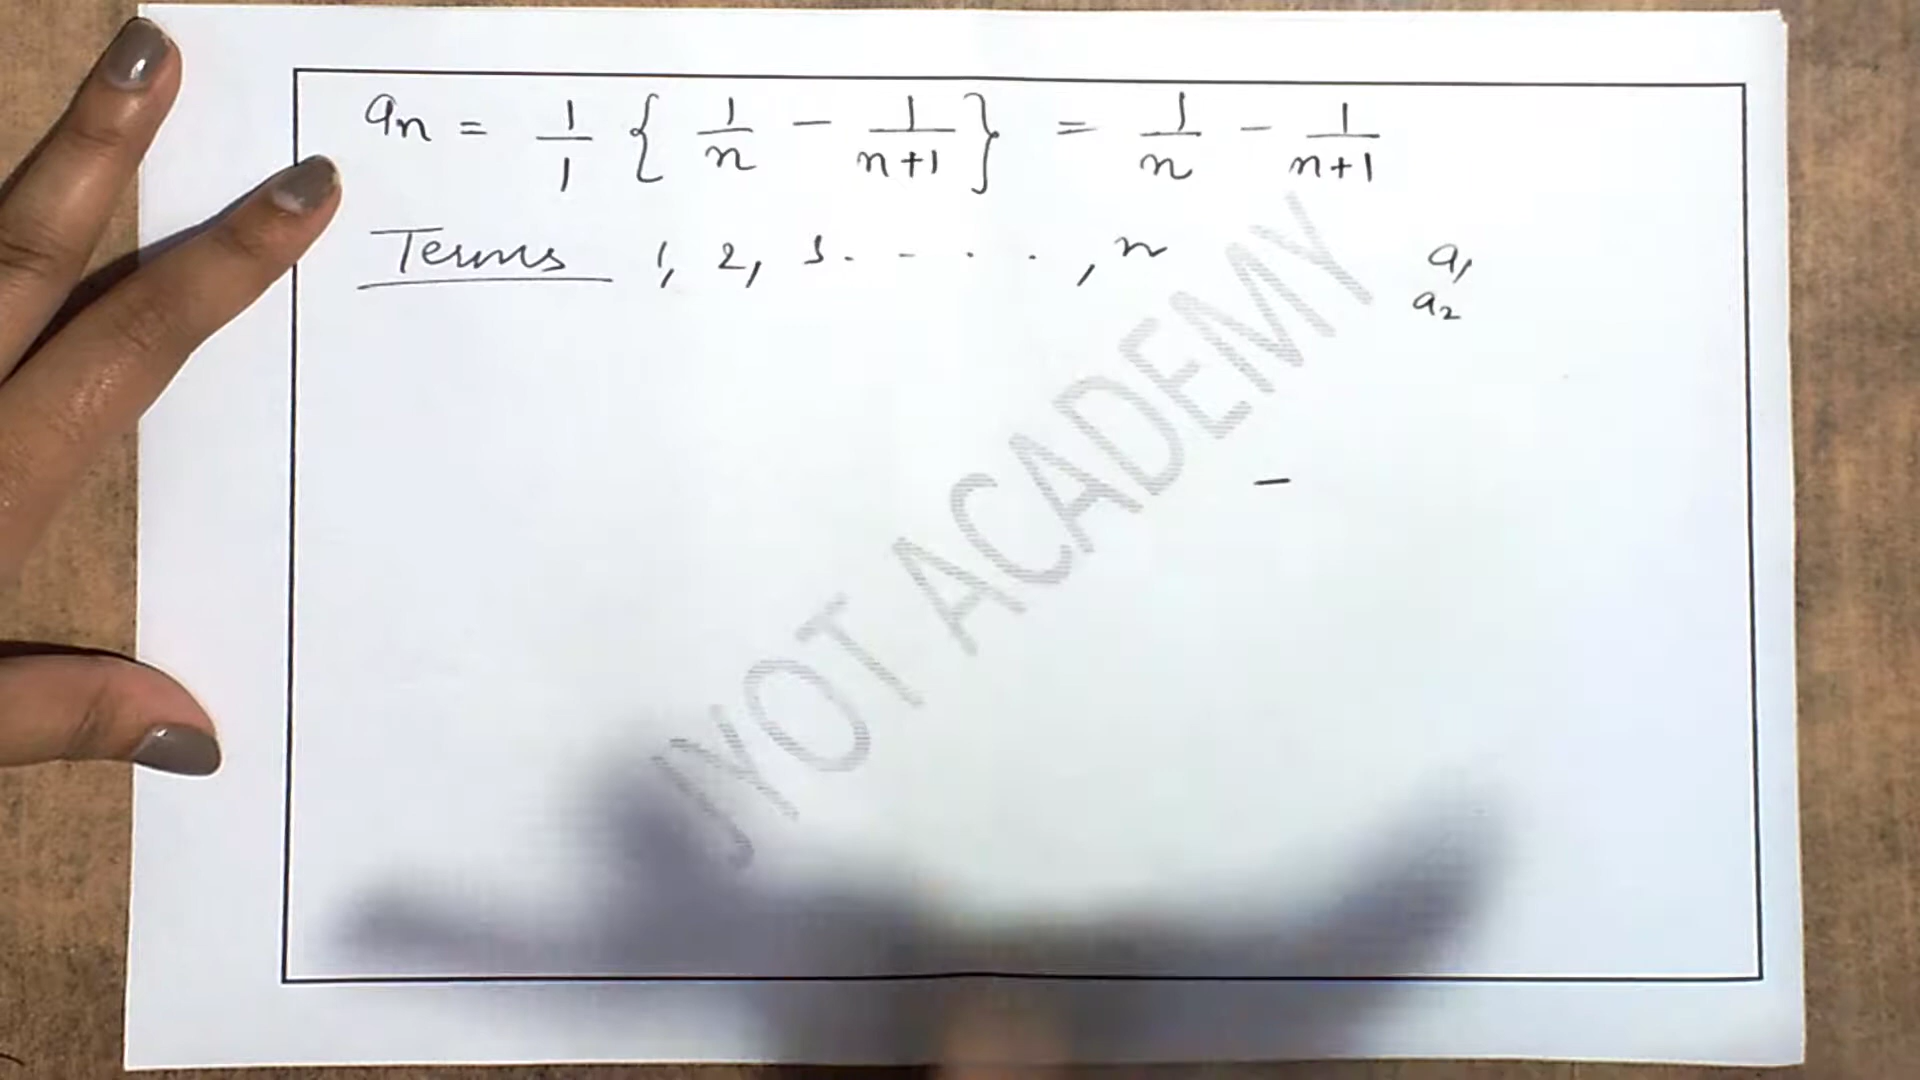 an = 1/1 { 1/n - 1/n+1 } = 1/n - 1/n+1
Terms 1, 2, 3. - . . , n a1
a2
-
JYOT ACADEMY